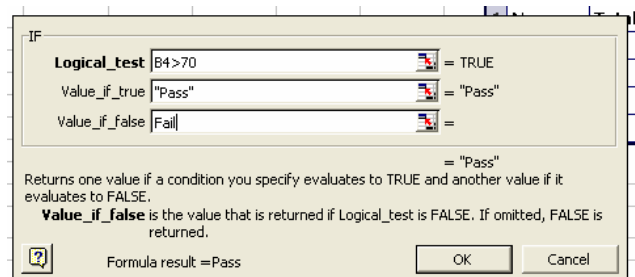 IF
Logical_test B4>70 = TRUE
Value_if_true "Pass" = "Pass"
Value_if_false Fail =
= "Pass"
Returns one value if a condition you specify evaluates to TRUE and another value if it
evaluates to FALSE.
Value_if_false is the value that is returned if Logical_test is FALSE. If omitted, FALSE is
returned.
? Formula result =Pass OK Cancel